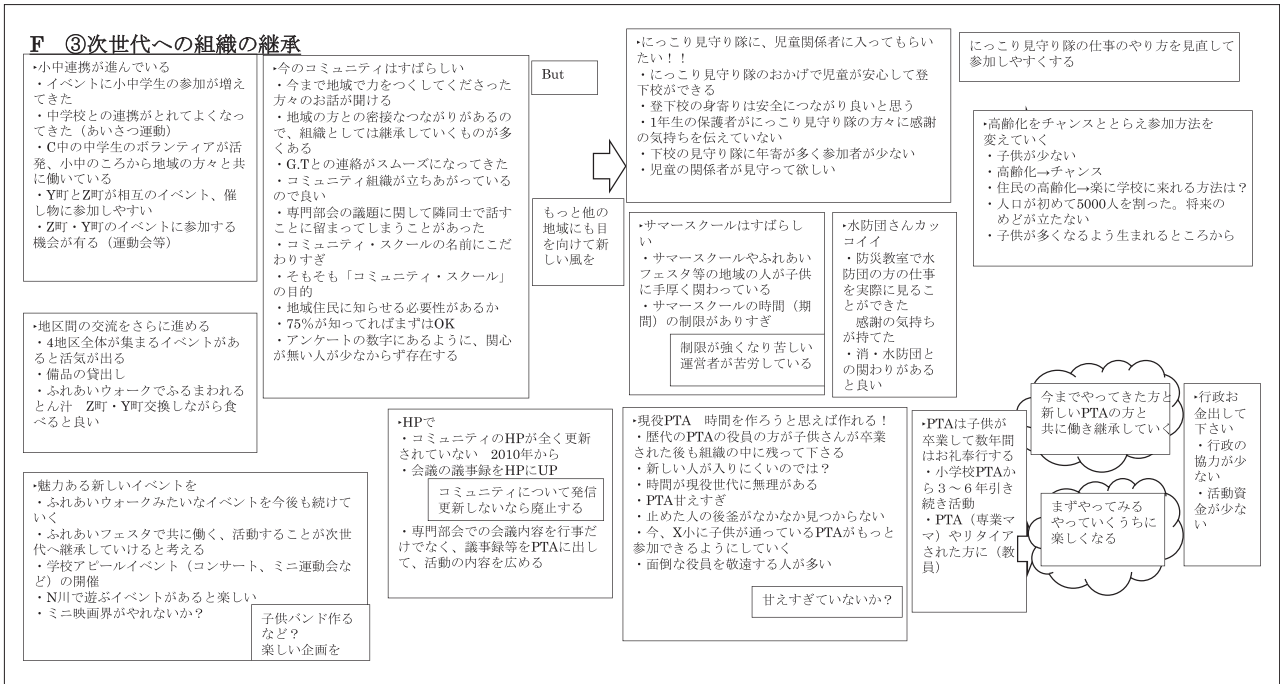 F　③次世代への組織の継承
‣小中連携が進んでいる
・イベントに小中学生の参加が増え
てきた
・中学校との連携がとれてよくなっ
てきた（あいさつ運動）
・C中の中学生のボランティアが活
発、小中のころから地域の方々と共
に働いている
・Y町とZ町が相互のイベント、催
し物に参加しやすい
・Z町・Y町のイベントに参加する
機会が有る（運動会等）
‣地区間の交流をさらに進める
・4地区全体が集まるイベントがあ
ると活気が出る
・備品の貸出し
・ふれあいウォークでふるまわれる
とん汁　Z町・Y町交換しながら食
べると良い
‣魅力ある新しいイベントを
・ふれあいウォークみたいなイベントを今後も続けて
いく
・ふれあいフェスタで共に働く、活動することが次世
代へ継承していけると考える
・学校アピールイベント（コンサート、ミニ運動会な
ど）の開催
・N川で遊ぶイベントがあると楽しい
・ミニ映画界がやれないか？
子供バンド作る
など？
楽しい企画を
‣今のコミュニティはすばらしい
・今まで地域で力をつくしてくださった
方々のお話が聞ける
・地域の方との密接なつながりがあるの
で、組織としては継承していくものが多
くある
・G.Tとの連絡がスムーズになってきた
・コミュニティ組織が立ちあがっている
ので良い
・専門部会の議題に関して隣同士で話す
ことに留まってしまうことがあった
・コミュニティ・スクールの名前にこだ
わりすぎ
・そもそも「コミュニティ・スクール」
の目的
・地域住民に知らせる必要性があるか
・75％が知ってればまずはOK
・アンケートの数字にあるように、関心
が無い人が少なからず存在する
But
もっと他の
地域にも目
を向けて新
しい風を
‣HPで
・コミュニティのHPが全く更新
されていない　2010年から
・会議の議事録をHPにUP
コミュニティについて発信
更新しないなら廃止する
・専門部会での会議内容を行事だ
けでなく、議事録等をPTAに出し
て、活動の内容を広める
‣にっこり見守り隊に、児童関係者に入ってもらい
たい！！
・にっこり見守り隊のおかげで児童が安心して登
下校ができる
・登下校の身寄りは安全につながり良いと思う
・1年生の保護者がにっこり見守り隊の方々に感謝
の気持ちを伝えていない
・下校の見守り隊に年寄が多く参加者が少ない
・児童の関係者が見守って欲しい
‣サマースクールはすばらし
い
・サマースクールやふれあい
フェスタ等の地域の人が子供
に手厚く関わっている
・サマースクールの時間（期
間）の制限がありすぎ
制限が強くなり苦しい
運営者が苦労している
‣水防団さんカッ
コイイ
・防災教室で水
防団の方の仕事
を実際に見るこ
とができた
感謝の気持ち
が持てた
・消・水防団と
の関わりがある
と良い
‣現役PTA　時間を作ろうと思えば作れる！
・歴代のPTAの役員の方が子供さんが卒業
された後も組織の中に残って下さる
・新しい人が入りにくいのでは？
・時間が現役世代に無理がある
・PTA甘えすぎ
・止めた人の後釜がなかなか見つからない
・今、X小に子供が通っているPTAがもっと
参加できるようにしていく
・面倒な役員を敬遠する人が多い
甘えすぎていないか？
にっこり見守り隊の仕事のやり方を見直して
参加しやすくする
‣高齢化をチャンスととらえ参加方法を
変えていく
・子供が少ない
・高齢化→チャンス
・住民の高齢化→楽に学校に来れる方法は？
・人口が初めて5000人を割った。将来の
めどが立たない
・子供が多くなるよう生まれるところから
‣PTAは子供が
卒業して数年間
はお礼奉行する
・小学校PTAか
ら３～６年引き
続き活動
・PTA（専業マ
マ）やリタイア
された方に（教
員）
今までやってきた方と
新しいPTAの方と
共に働き継承していく
まずやってみる
やっていくうちに
楽しくなる
‣行政お
金出して
下さい
・行政の
協力が少
ない
・活動資
金が少な
い